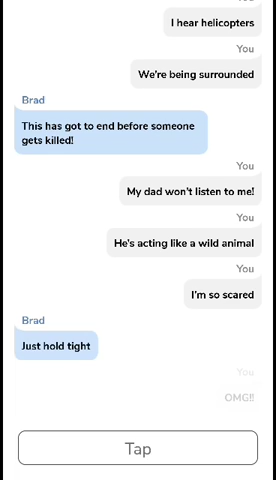 I hear helicopters
You
We're being surrounded
Brad
This has got to end before someone
gets killed!
You
My dad won't listen to me!
You
He's acting like a wild animal
You
I'm so scared
Brad
Just hold tight
You
OMG!!
Tap